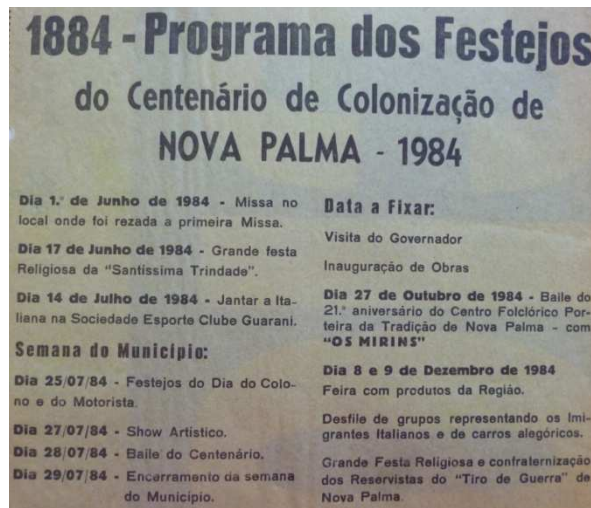 1884 - Programa dos Festejos
do Centenário de Colonização de
NOVA PALMA - 1984
Dia 1.º de Junho de 1984 - Missa no
local onde foi rezada a primeira Missa.
Dia 17 de Junho de 1984 - Grande festa
Religiosa da "Santíssima Trindade".
Dia 14 de Julho de 1984 - Jantar a Ita-
liana na Sociedade Esporte Clube Guarani.
Semana do Município:
Dia 25/07/84 - Festejos do Dia do Colo-
no e do Motorista.
Dia 27/07/84 - Show Artístico.
Dia 28/07/84 - Baile do Centenário.
Dia 29/07/84 - Encerramento da semana
do Município.
Data a Fixar:
Visita do Governador
Inauguração de Obras
Dia 27 de Outubro de 1984 - Baile do
21.º aniversário do Centro Folclórico Por-
teira da Tradição de Nova Palma - com
"OS MIRINS"
Dia 8 e 9 de Dezembro de 1984
Feira com produtos da Região.
Desfile de grupos representando os Imi-
grantes Italianos e de carros alegóricos.
Grande Festa Religiosa e confraternização
dos Reservistas do "Tiro de Guerra" de
Nova Palma.